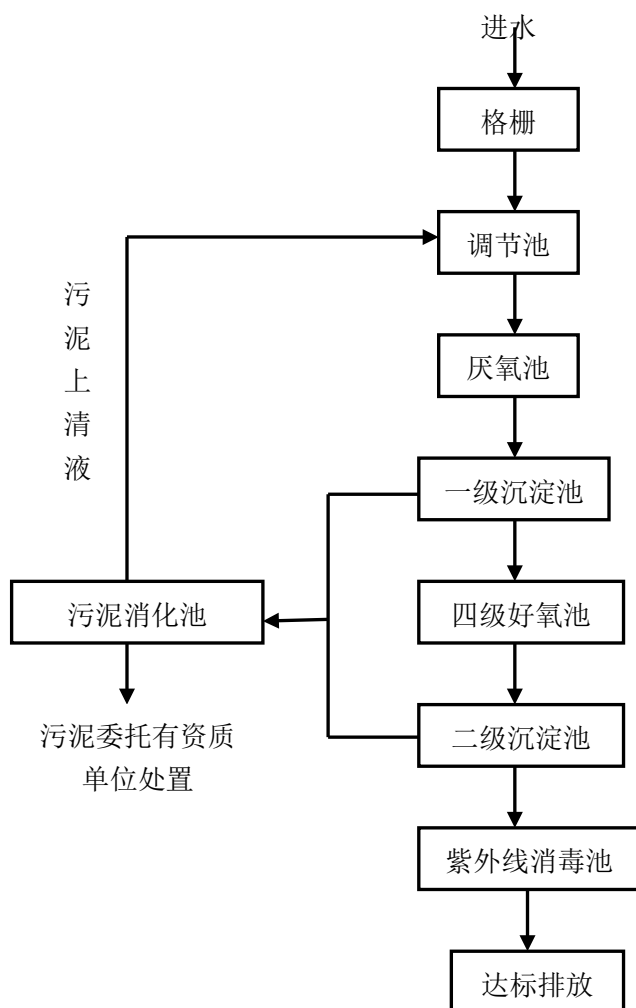 进水
格栅
调节池
厌氧池
一级沉淀池
四级好氧池
二级沉淀池
紫外线消毒池
达标排放
污泥上清液
污泥消化池
污泥委托有资质
单位处置